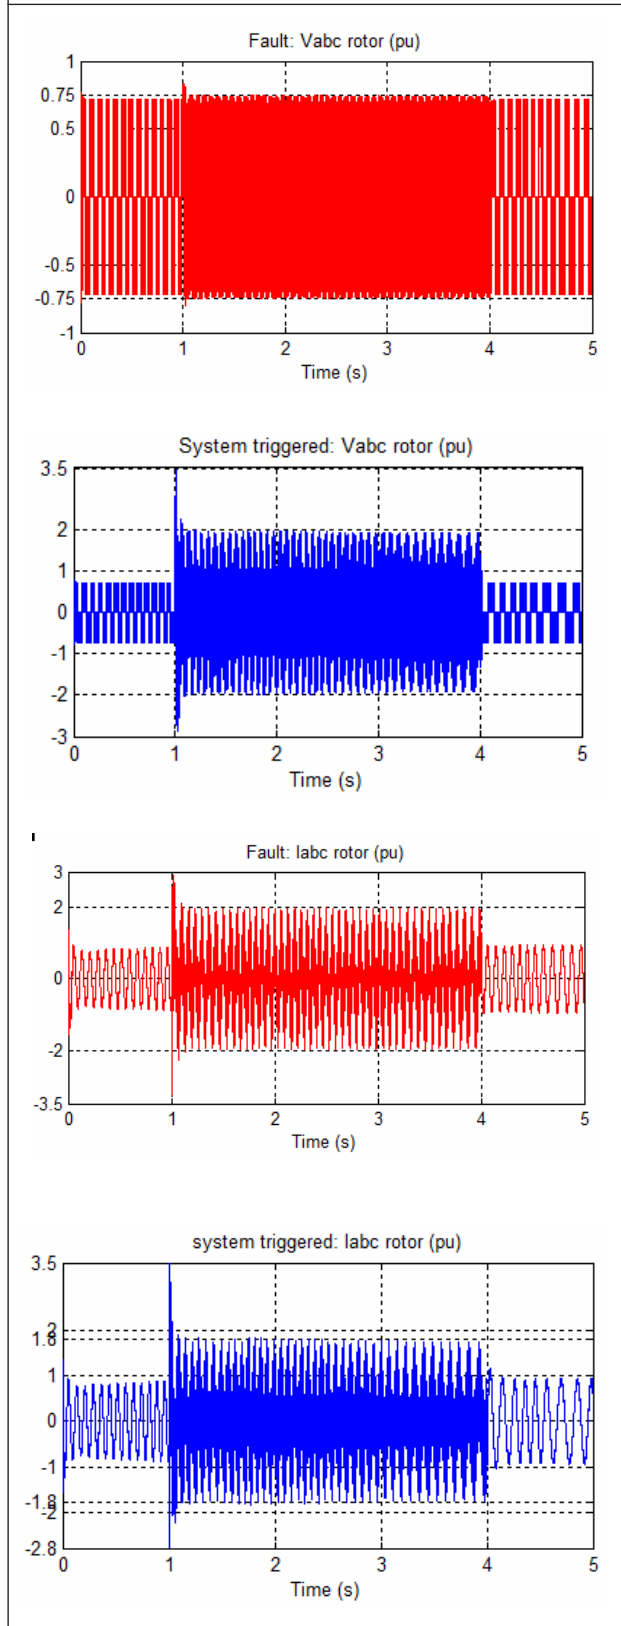 Fault: Vabc rotor (pu)
1
0.75
0.5
0
-0.5
-0.75
-1
0 1 2 3 4 5
Time (s)
System triggered: Vabc rotor (pu)
3.5
2
1
0
-1
-2
-3
0 1 2 3 4 5
Time (s)
Fault: Iabc rotor (pu)
3
2
0
-2
-3.5
0 1 2 3 4 5
Time (s)
system triggered: Iabc rotor (pu)
3.5
2
1.8
1
0
-1
-1.8
-2
-2.8
0 1 2 3 4 5
Time (s)